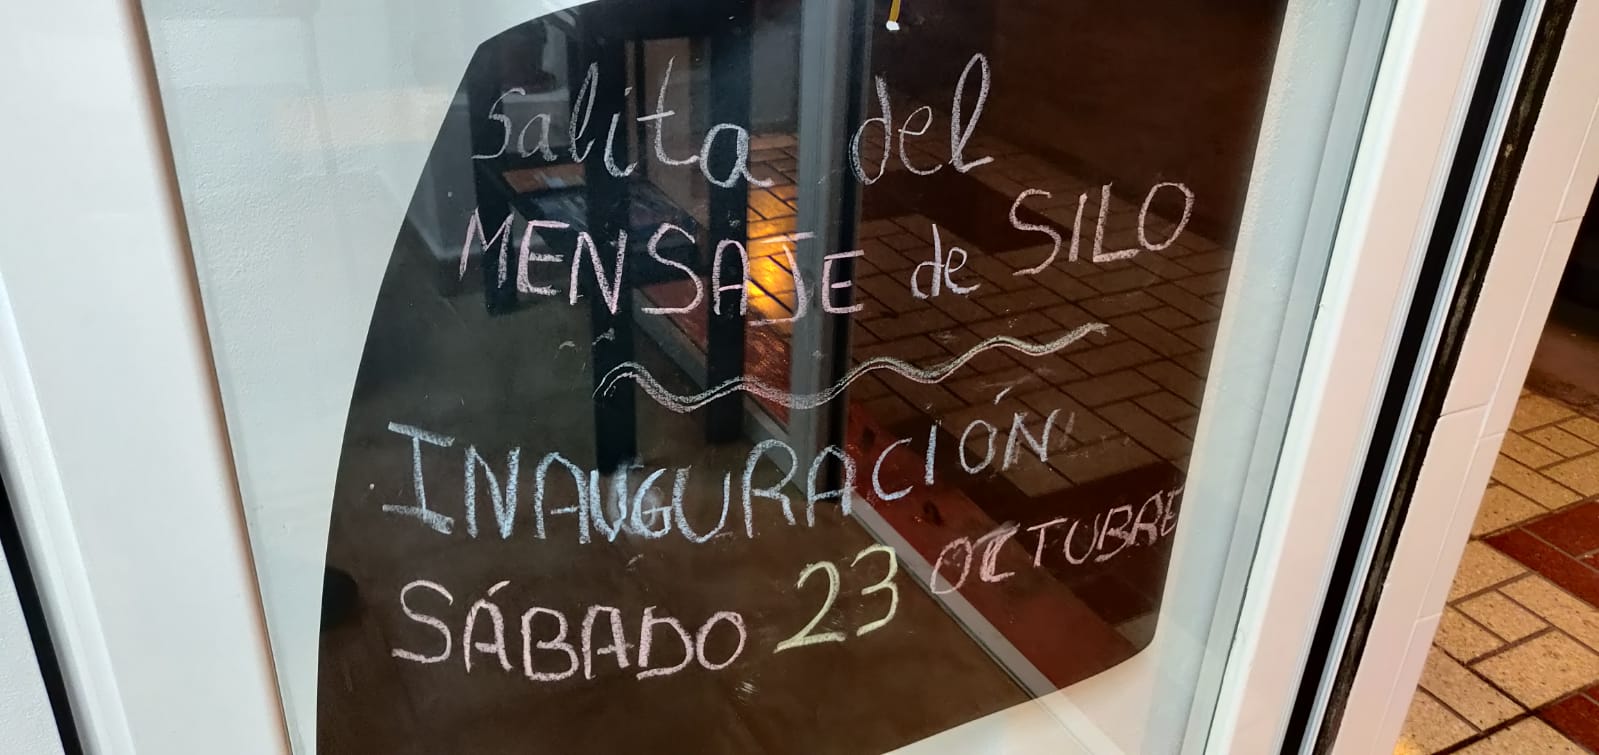 Salita del
MENSAJE de SILO
INAUGURACIÓN
SÁBADO 23 OCTUBRE